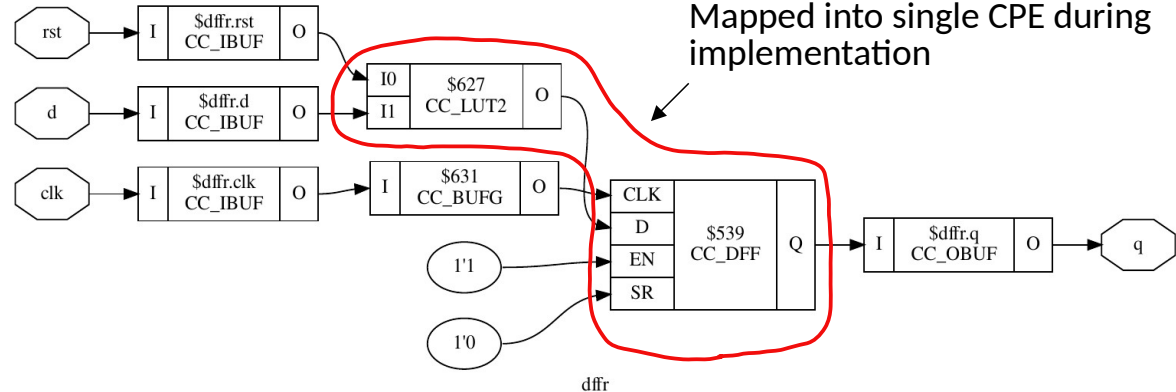 Mapped into single CPE during
implementation
rst
I
$dffr.rst
CC_IBUF
O
d
I
$dffr.d
CC_IBUF
O
clk
I
$dffr.clk
CC_IBUF
O
I0
I1
$627
CC_LUT2
O
I
$631
CC_BUFG
O
1'1
1'0
CLK
D
EN
SR
$539
CC_DFF
Q
I
$dffr.q
CC_OBUF
O
q
dffr